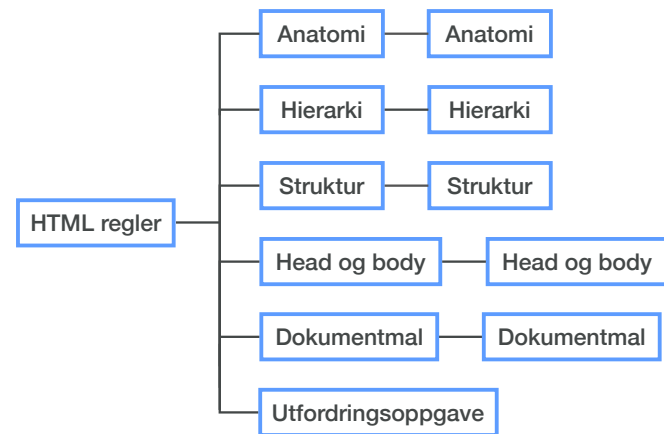 Anatomi Anatomi
Hierarki Hierarki
Struktur Struktur
HTML regler
Head og body Head og body
Dokumentmal Dokumentmal
Utfordringsoppgave